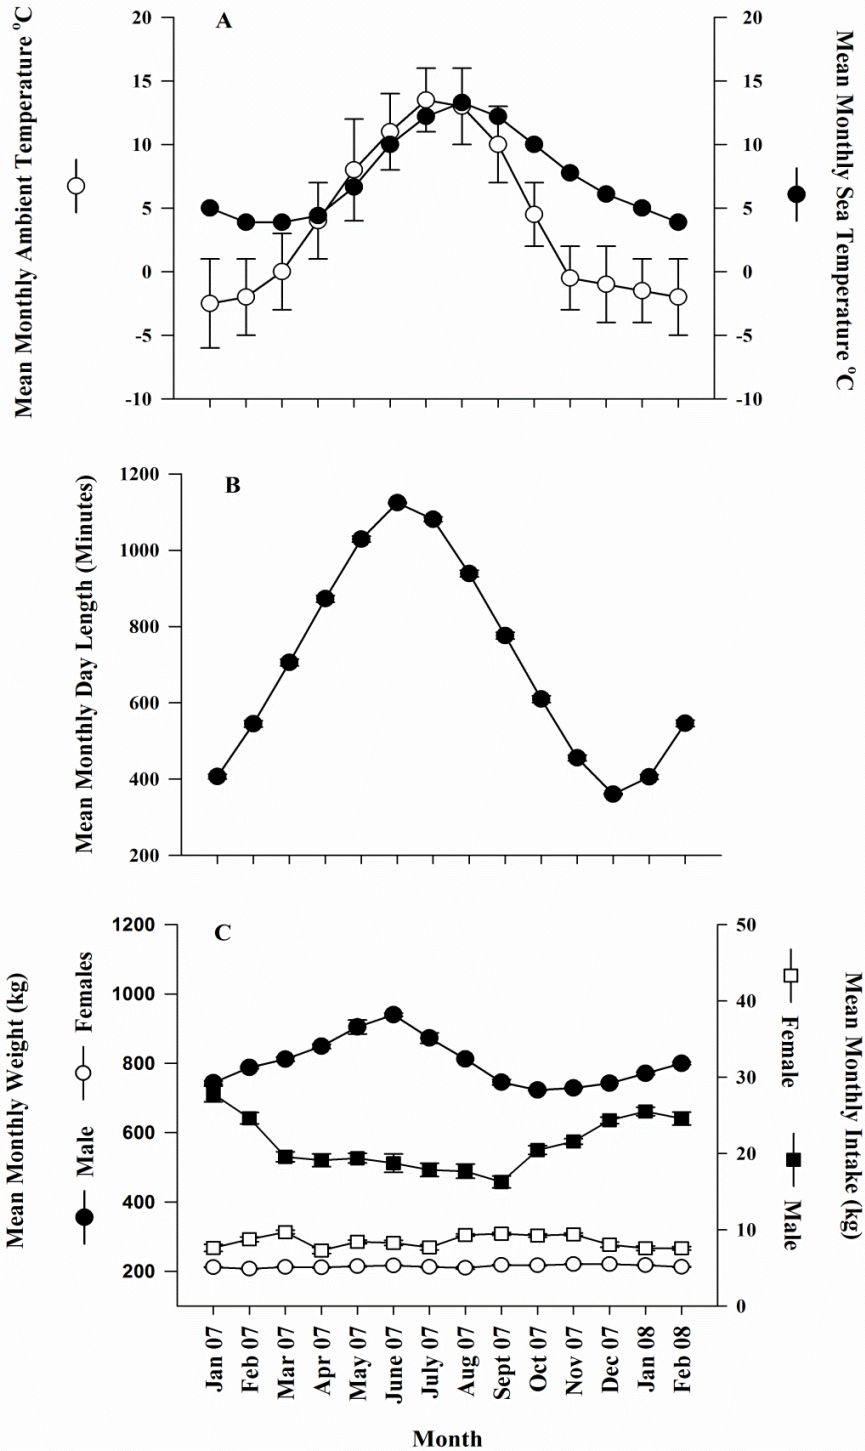 A
Mean Monthly Ambient Temperature °C
20
15
10
5
0
-5
-10
20
15
10
5
0
-5
-10
Mean Monthly Sea Temperature °C
B
Mean Monthly Day Length (Minutes)
1200
1000
800
600
400
200
C
Mean Monthly Weight (kg)
Male
Females
1200
1000
800
600
400
200
50
40
30
20
10
0
Female
Male
Mean Monthly Intake (kg)
Jan 07
Feb 07
Mar 07
Apr 07
May 07
June 07
July 07
Aug 07
Sept 07
Oct 07
Nov 07
Dec 07
Jan 08
Feb 08
Month